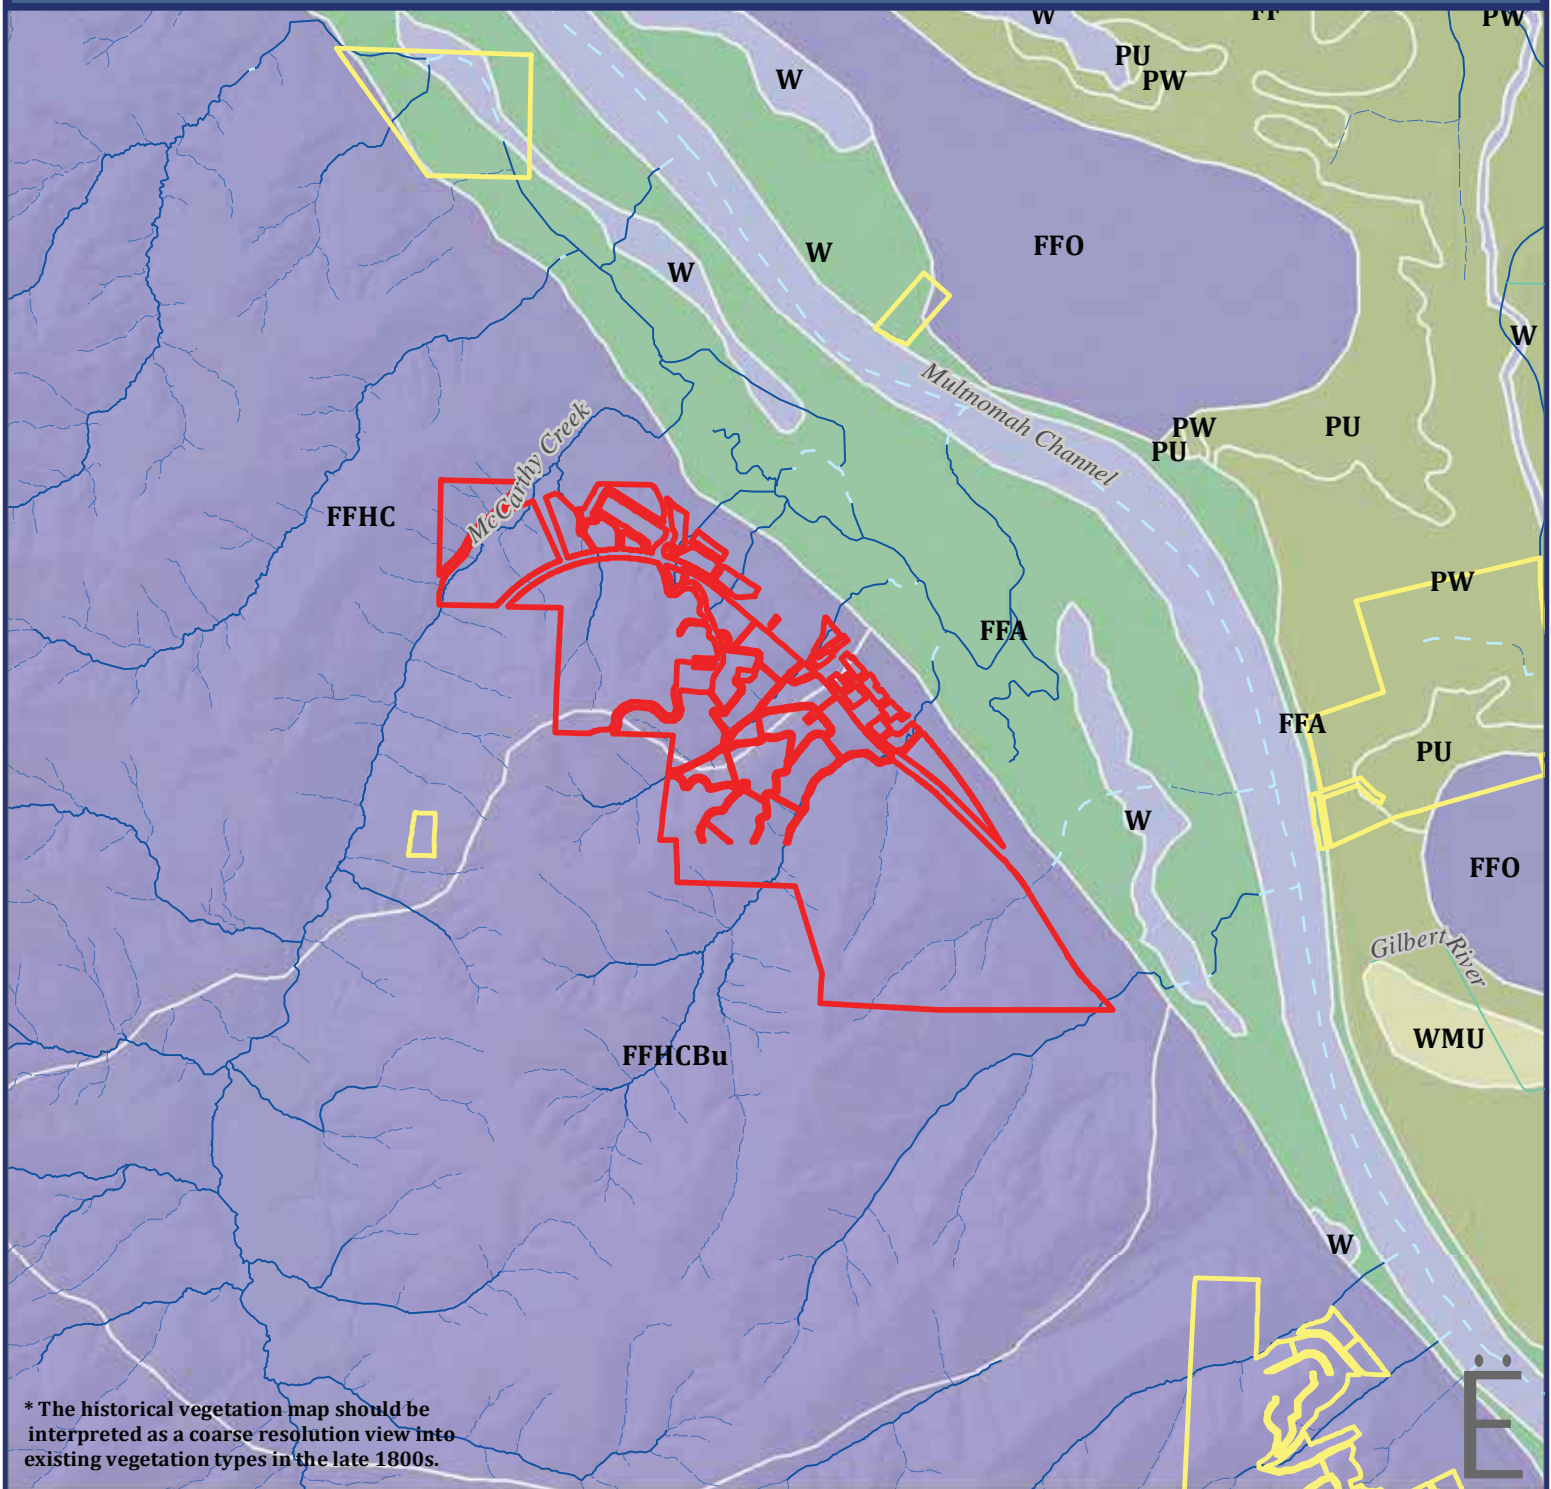 W
FF
PW
PU
W
PW
FFO
W
W
W
Multnomah Channel
McCarthy Creek
PW
PU
PU
FFHC
PW
FFA
FFA
PU
W
FFO
Gilbert River
WMU
FFHCBu
W
Ë
* The historical vegetation map should be
interpreted as a coarse resolution view into
existing vegetation types in the late 1800s.